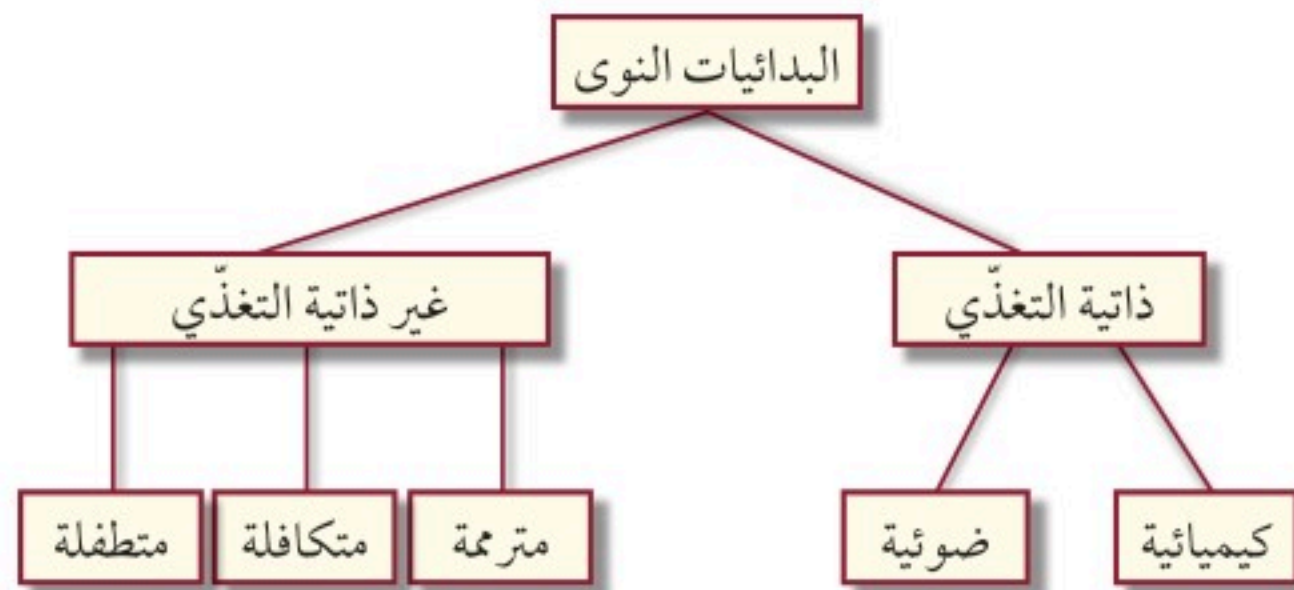 البدائيات النوى
ذاتية التغذّي
غير ذاتية التغذّي
كيميائية
ضوئية
مترممة
متكافلة
متطفلة